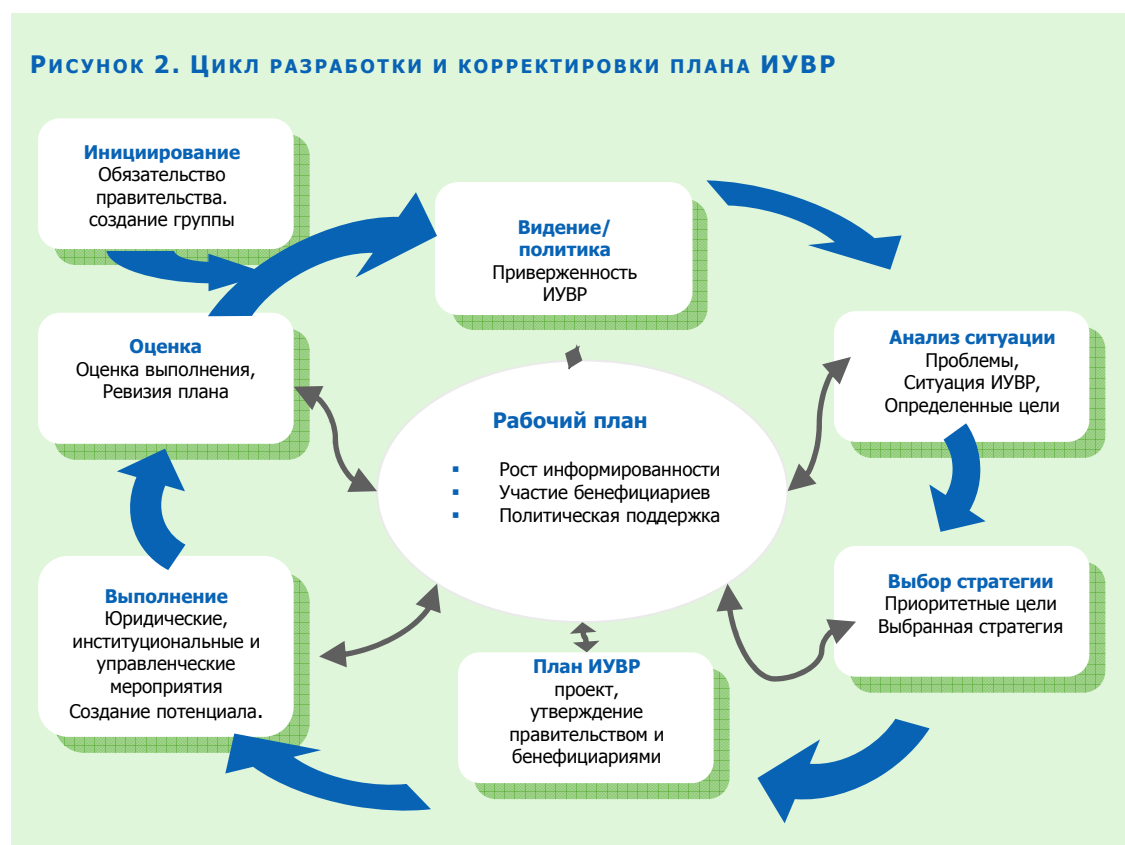 Рисунок 2. Цикл разработки и корректировки плана ИУВР
Инициирование
Обязательство
правительства.
создание группы
Видение/
политика
Приверженность
ИУВР
Анализ ситуации
Проблемы,
Ситуация ИУВР,
Определенные цели
Выбор стратегии
Приоритетные цели
Выбранная стратегия
План ИУВР
проект,
утверждение
правительством и
бенефициариями
Выполнение
Юридические,
институциональные и
управленческие
мероприятия
Создание потенциала.
Оценка
Оценка выполнения,
Ревизия плана
Рабочий план
▪ Рост информированности
▪ Участие бенефициариев
▪ Политическая поддержка